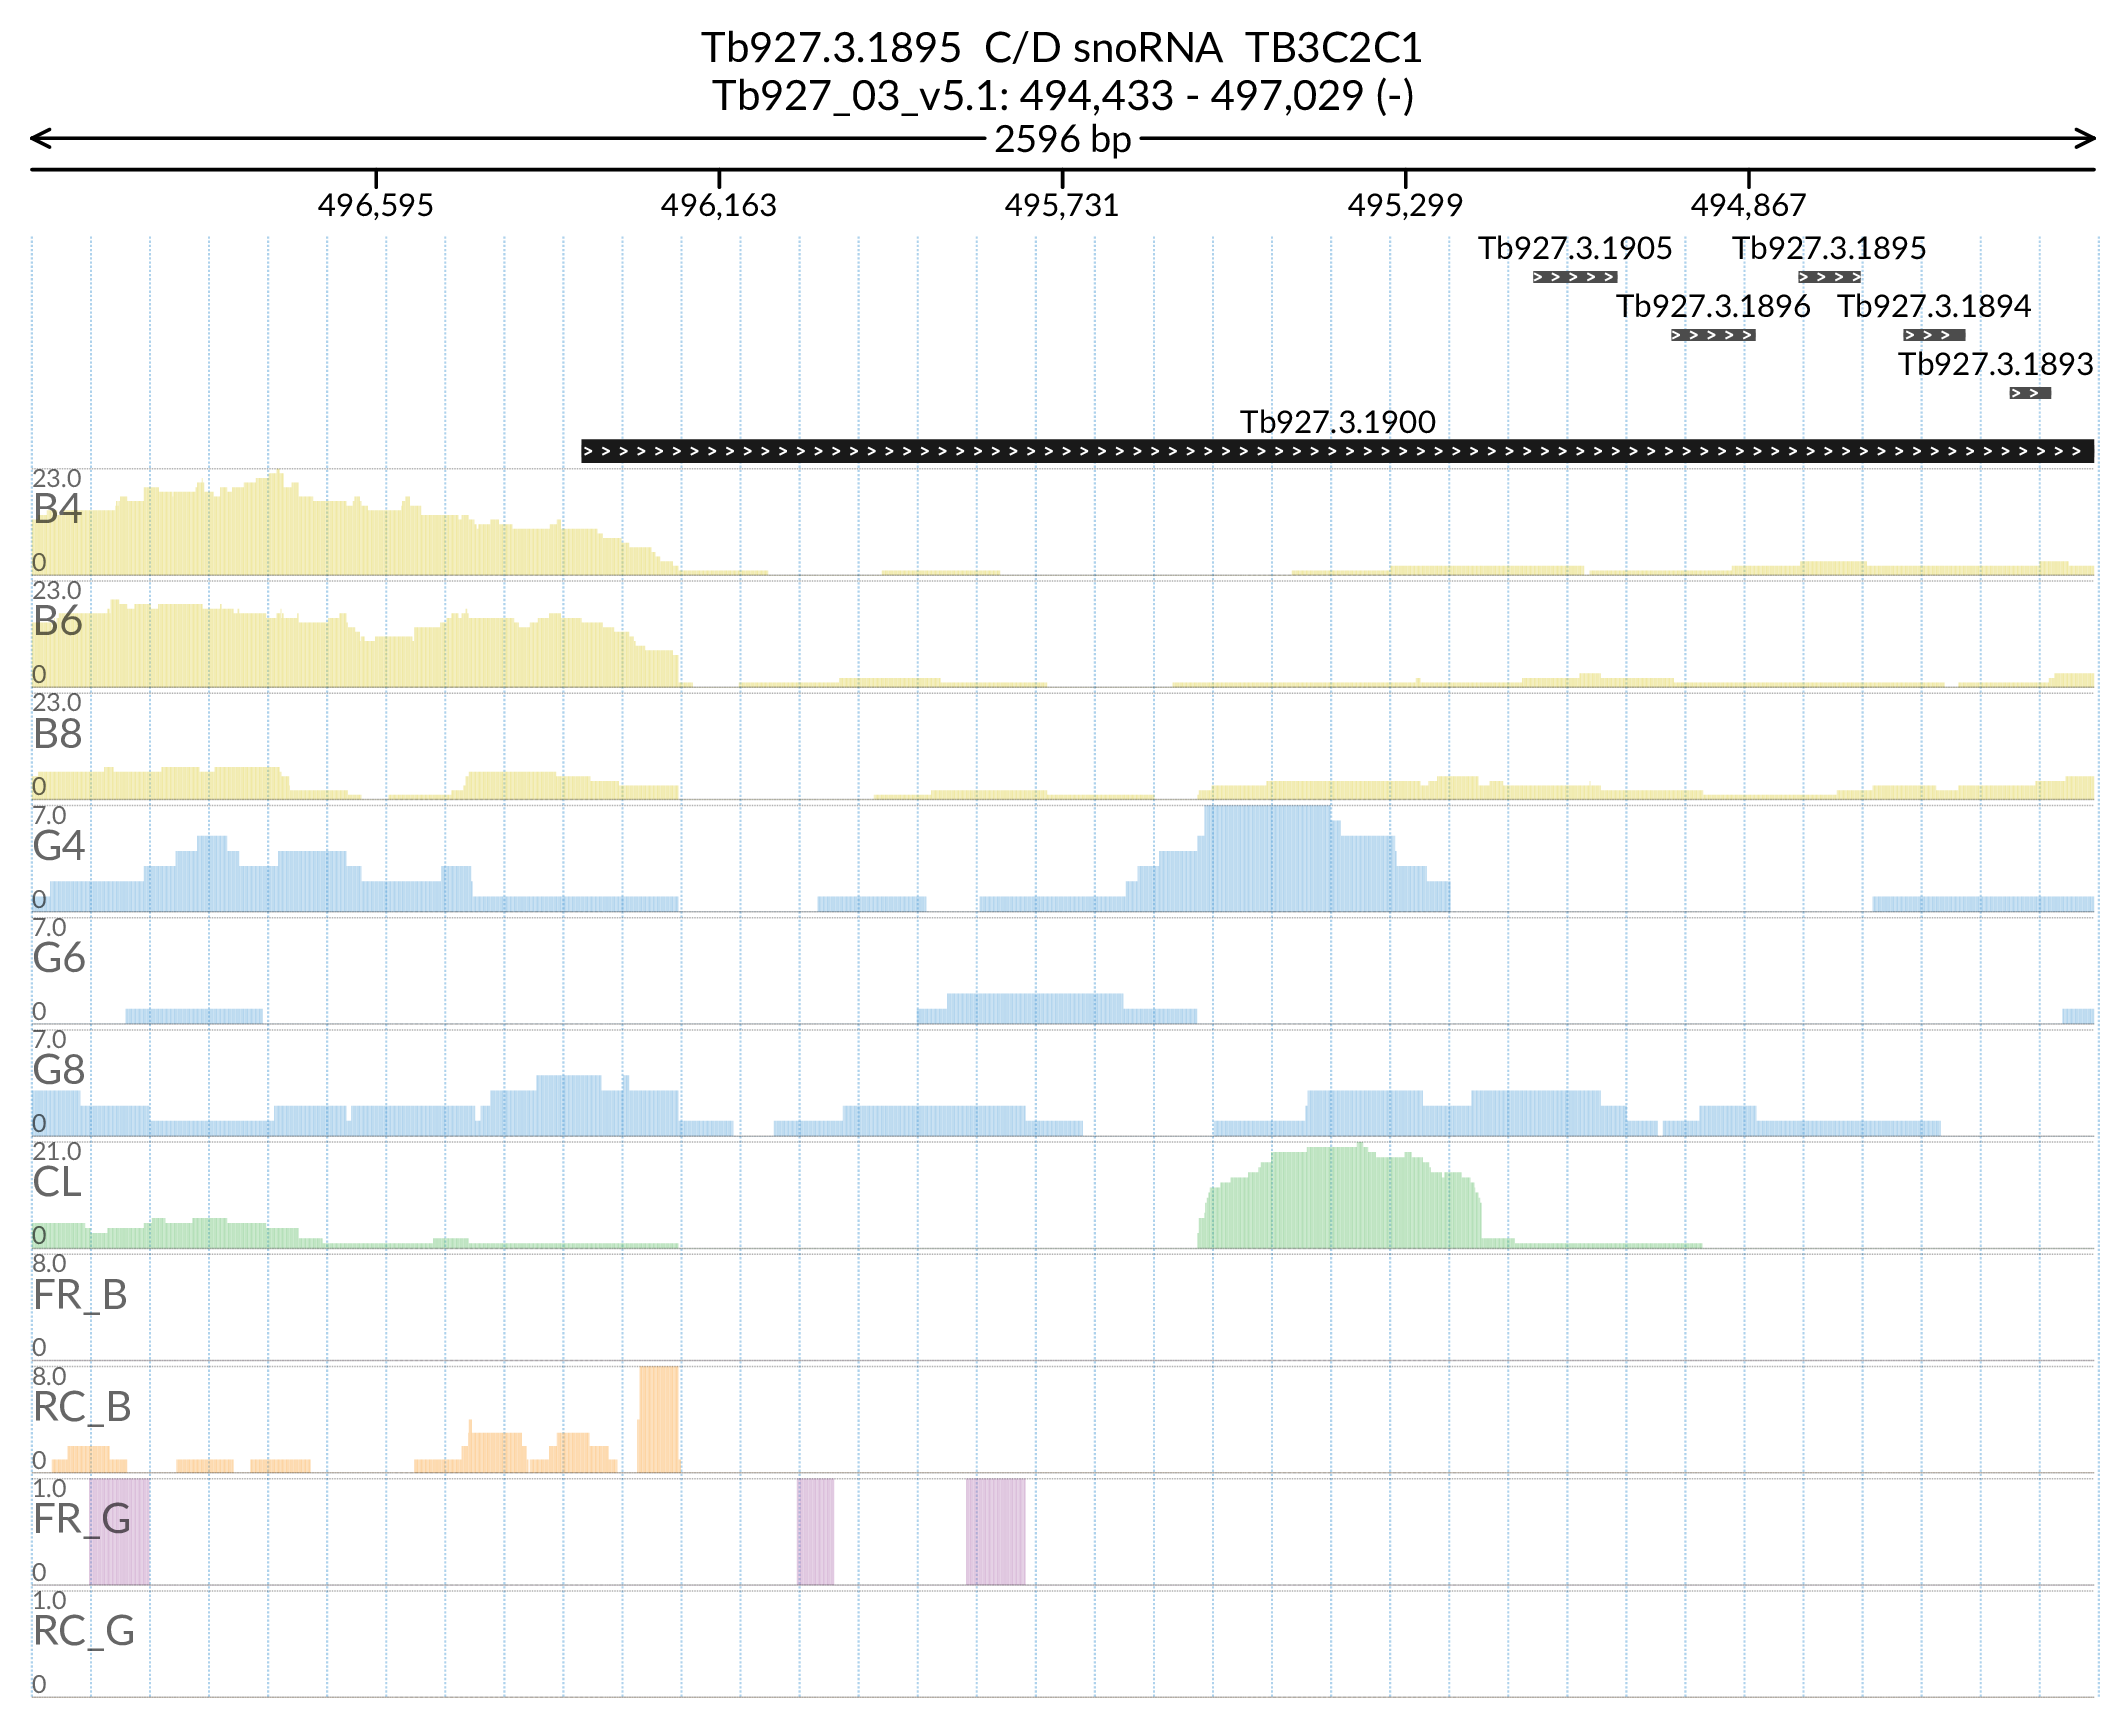 Tb927.3.1895 C/D snoRNA TB3C2C1
Tb927_03_v5.1: 494,433 - 497,029 (-)
2596 bp
496,595 496,163 495,731 495,299 494,867
Tb927.3.1905 Tb927.3.1895
Tb927.3.1896 Tb927.3.1894
Tb927.3.1893
Tb927.3.1900
23.0
B4
0
23.0
B6
0
23.0
B8
0
7.0
G4
0
7.0
G6
0
7.0
G8
0
21.0
CL
0
8.0
FR_B
0
8.0
RC_B
0
1.0
FR_G
0
1.0
RC_G
0